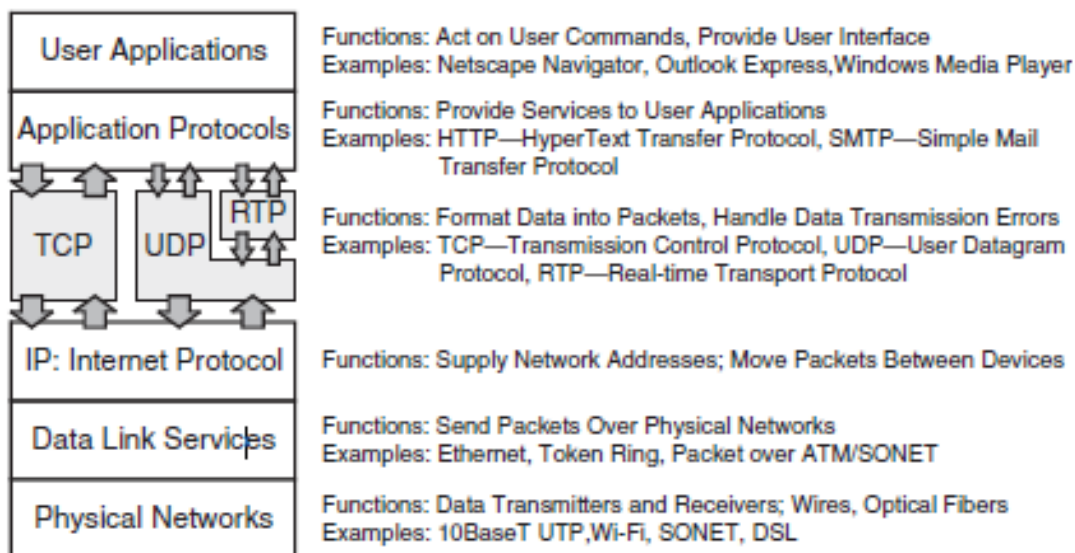 User Applications
Functions: Act on User Commands, Provide User Interface
Examples: Netscape Navigator, Outlook Express,Windows Media Player
Application Protocols
Functions: Provide Services to User Applications
Examples: HTTP—HyperText Transfer Protocol, SMTP—Simple Mail
Transfer Protocol
TCP
UDP
RTP
Functions: Format Data into Packets, Handle Data Transmission Errors
Examples: TCP—Transmission Control Protocol, UDP—User Datagram
Protocol, RTP—Real-time Transport Protocol
IP: Internet Protocol
Functions: Supply Network Addresses; Move Packets Between Devices
Data Link Services
Functions: Send Packets Over Physical Networks
Examples: Ethernet, Token Ring, Packet over ATM/SONET
Physical Networks
Functions: Data Transmitters and Receivers; Wires, Optical Fibers
Examples: 10BaseT UTP,Wi-Fi, SONET, DSL